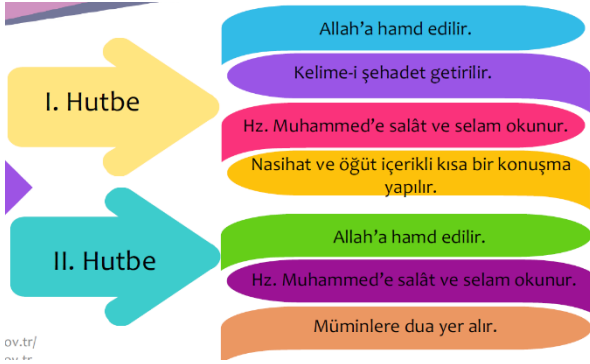 I. Hutbe
Allah’a hamd edilir.
Kelime-i şehadet getirilir.
Hz. Muhammed’e salât ve selam okunur.
Nasihat ve öğüt içerikli kısa bir konuşma
yapılır.
II. Hutbe
Allah’a hamd edilir.
Hz. Muhammed’e salât ve selam okunur.
Müminlere dua yer alır.
ov.tr/